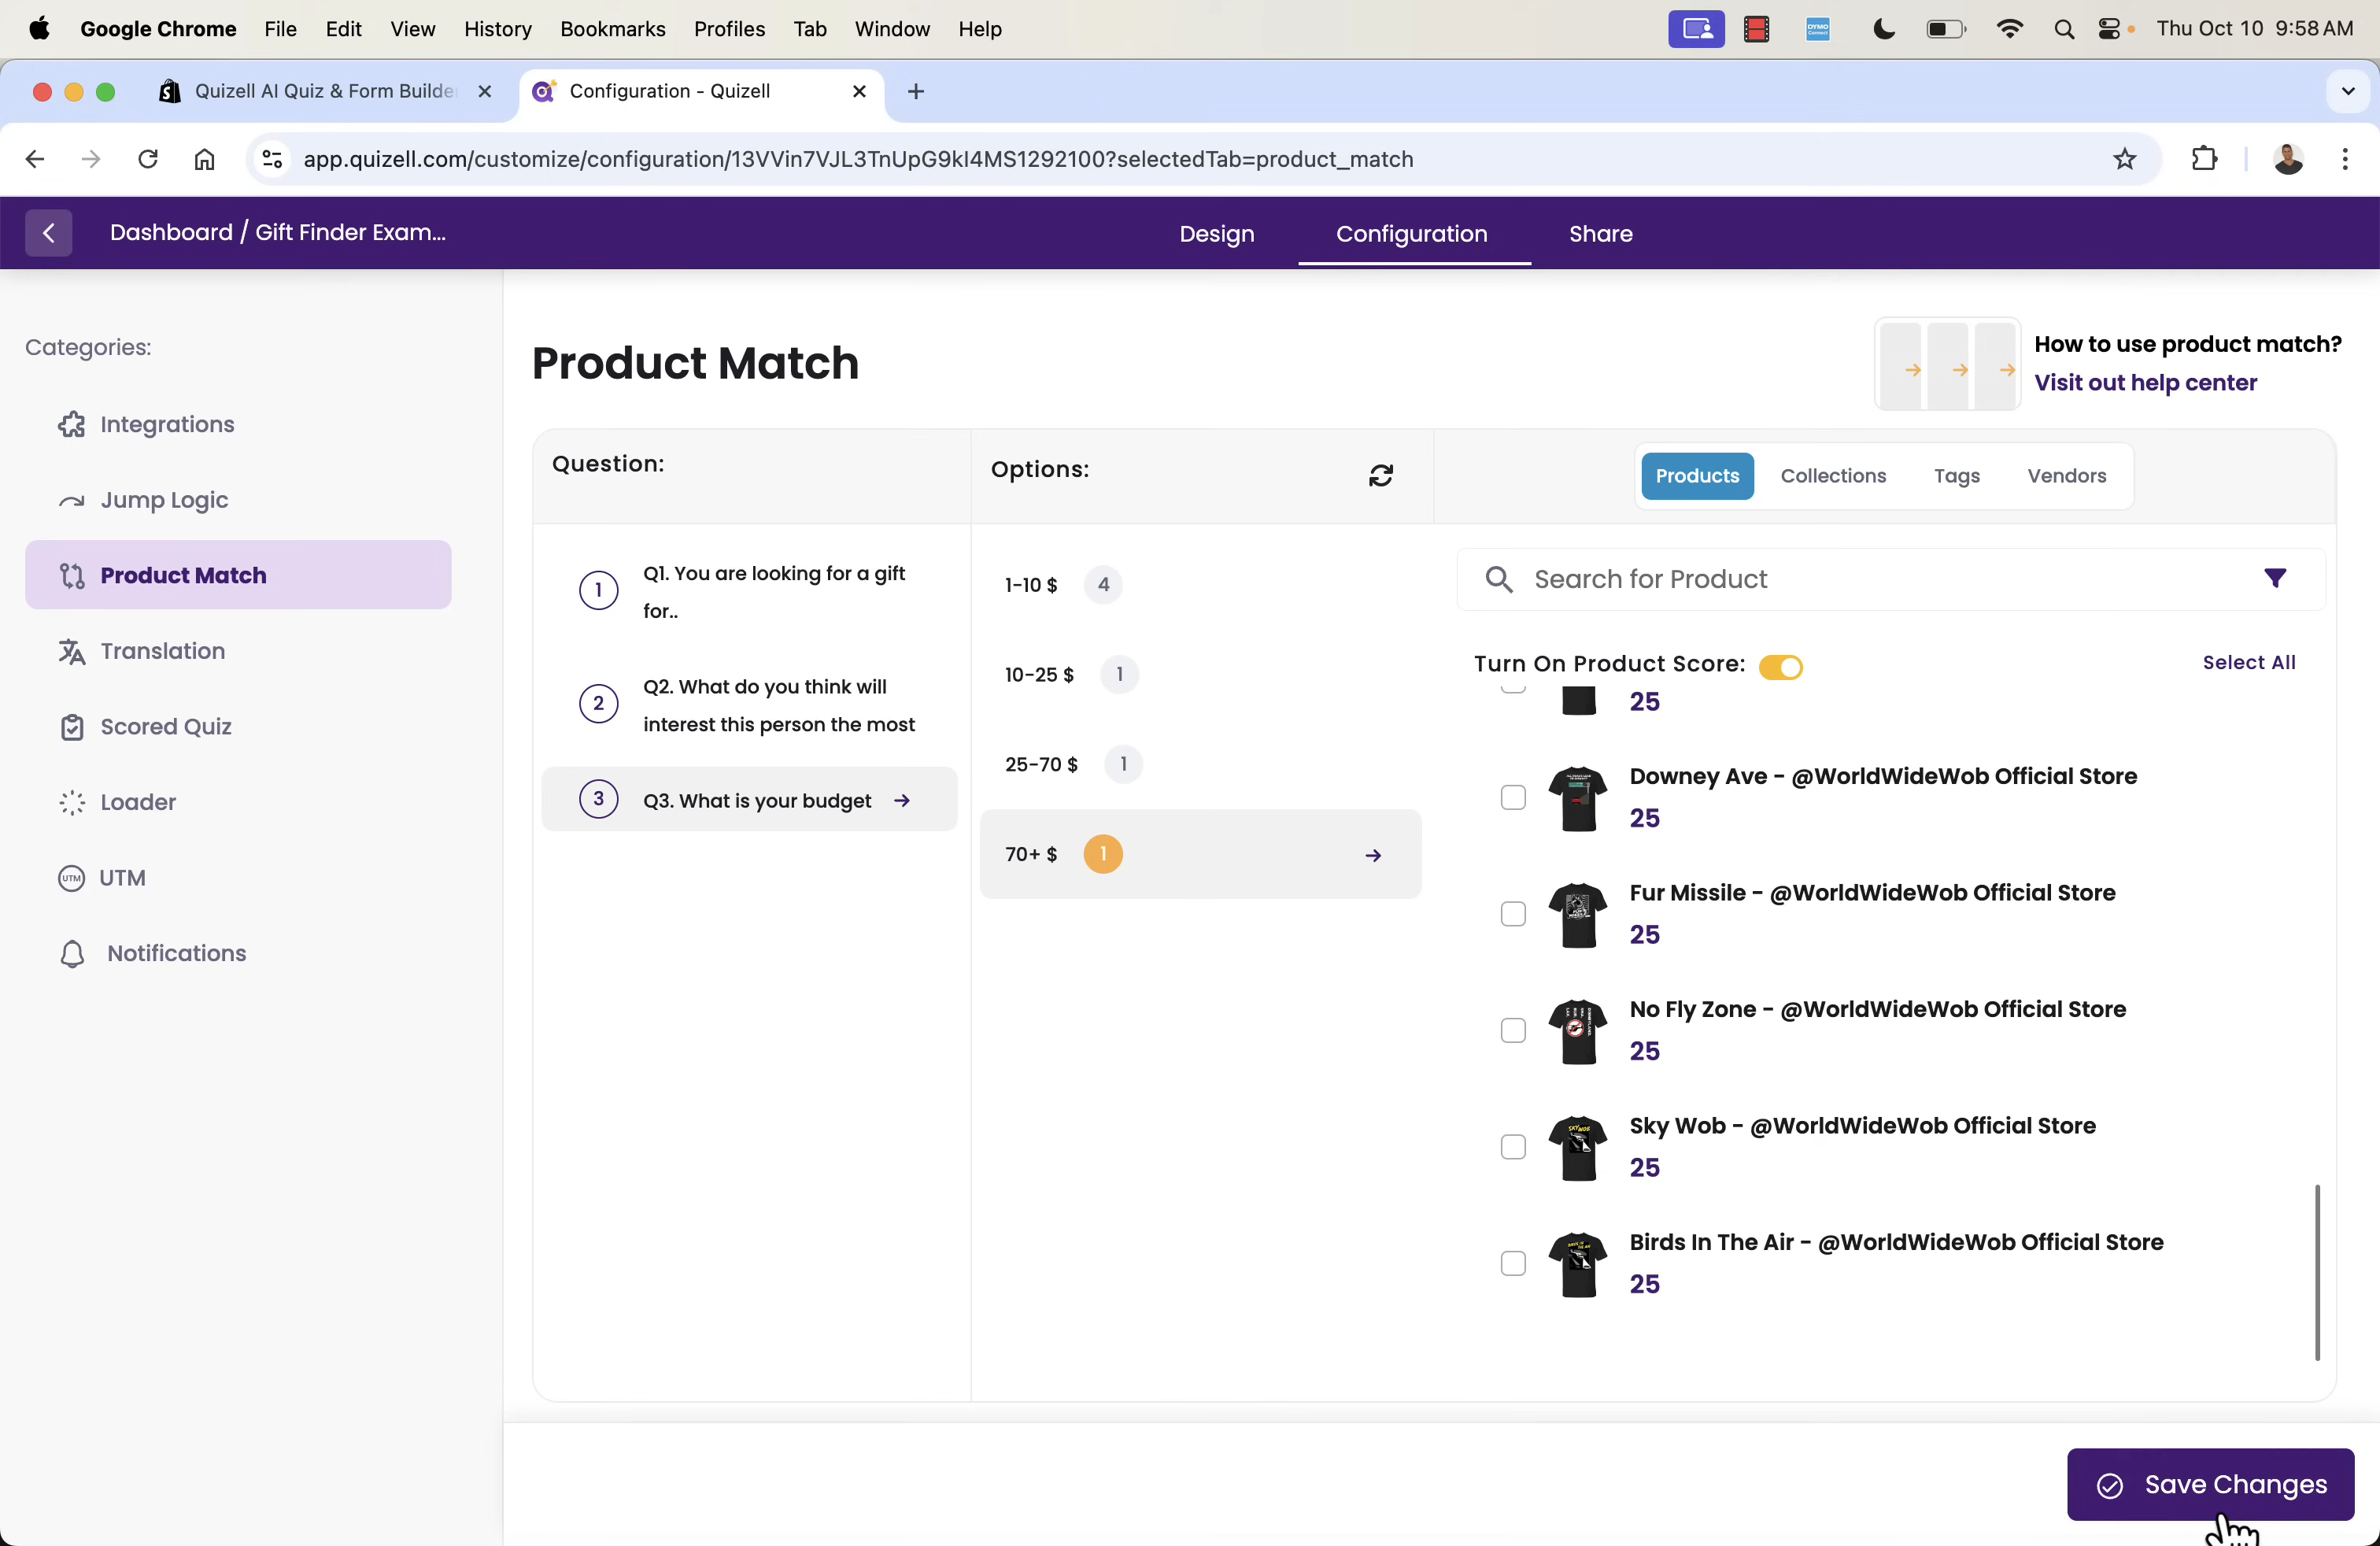 Google Chrome File Edit View History Bookmarks Profiles Tab Window Help DYMO Connect Thu Oct 10 9:58 AM
Quizell AI Quiz & Form Builde Configuration - Quizell
app.quizell.com/customize/configuration/13VVin7VJL3TnUpG9kI4MS1292100?selectedTab=product_match
Dashboard / Gift Finder Exam... Design Configuration Share
Categories:
Integrations
Jump Logic
Product Match
Translation
Scored Quiz
Loader
UTM UTM
Notifications
Product Match
How to use product match?
Visit out help center
Question:
1 Q1. You are looking for a gift
for..
2 Q2. What do you think will
interest this person the most
3 Q3. What is your budget
Options:
1-10 $ 4
10-25 $ 1
25-70 $ 1
70+ $ 1
Products Collections Tags Vendors
Search for Product
Turn On Product Score: Select All
25
Downey Ave - @WorldWideWob Official Store
25
Fur Missile - @WorldWideWob Official Store
25
No Fly Zone - @WorldWideWob Official Store
25
Sky Wob - @WorldWideWob Official Store
25
Birds In The Air - @WorldWideWob Official Store
25
Save Changes